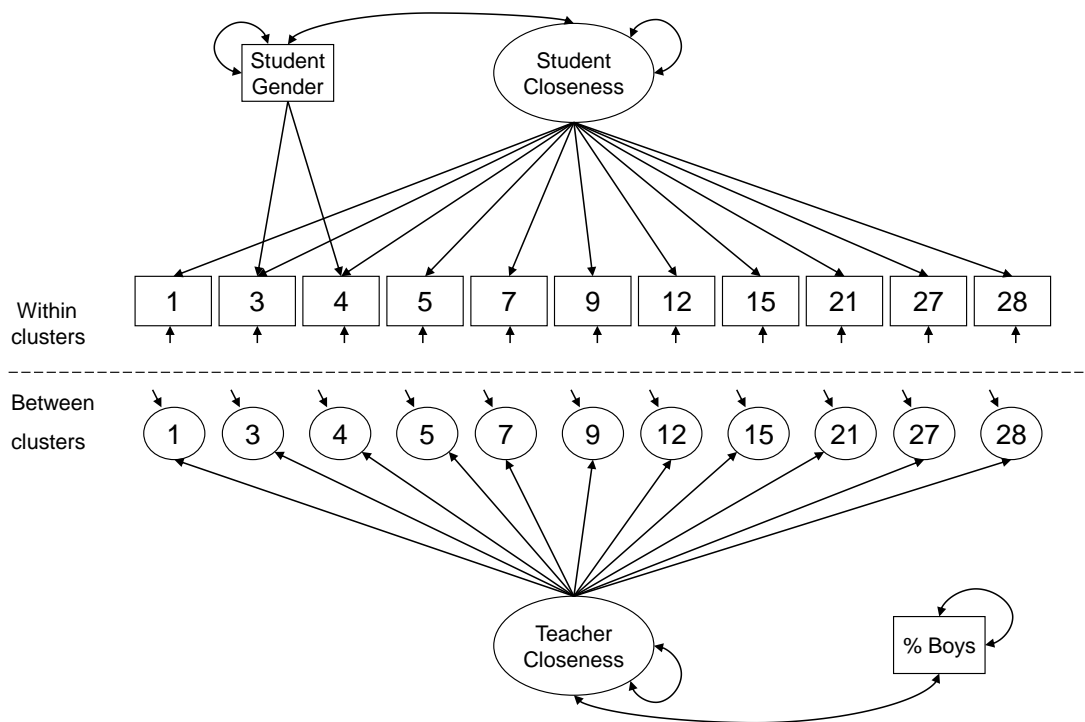 Student
Gender
Student
Closeness
1 3 4 5 7 9 12 15 21 27 28
Within
clusters
Between
clusters
1 3 4 5 7 9 12 15 21 27 28
Teacher
Closeness
% Boys